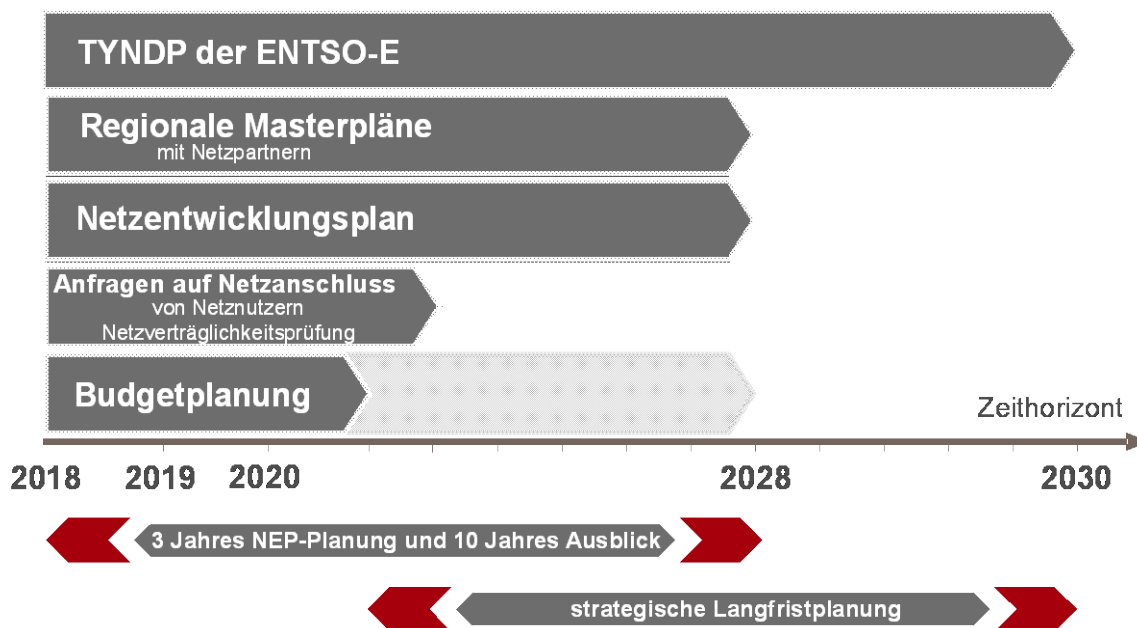 TYNDP der ENTSO-E
Regionale Masterpläne
mit Netzpartnern
Netzentwicklungsplan
Anfragen auf Netzanschluss
von Netznutzern
Netzverträglichkeitsprüfung
Budgetplanung
Zeithorizont
2018 2019 2020 2028 2030
3 Jahres NEP-Planung und 10 Jahres Ausblick
strategische Langfristplanung